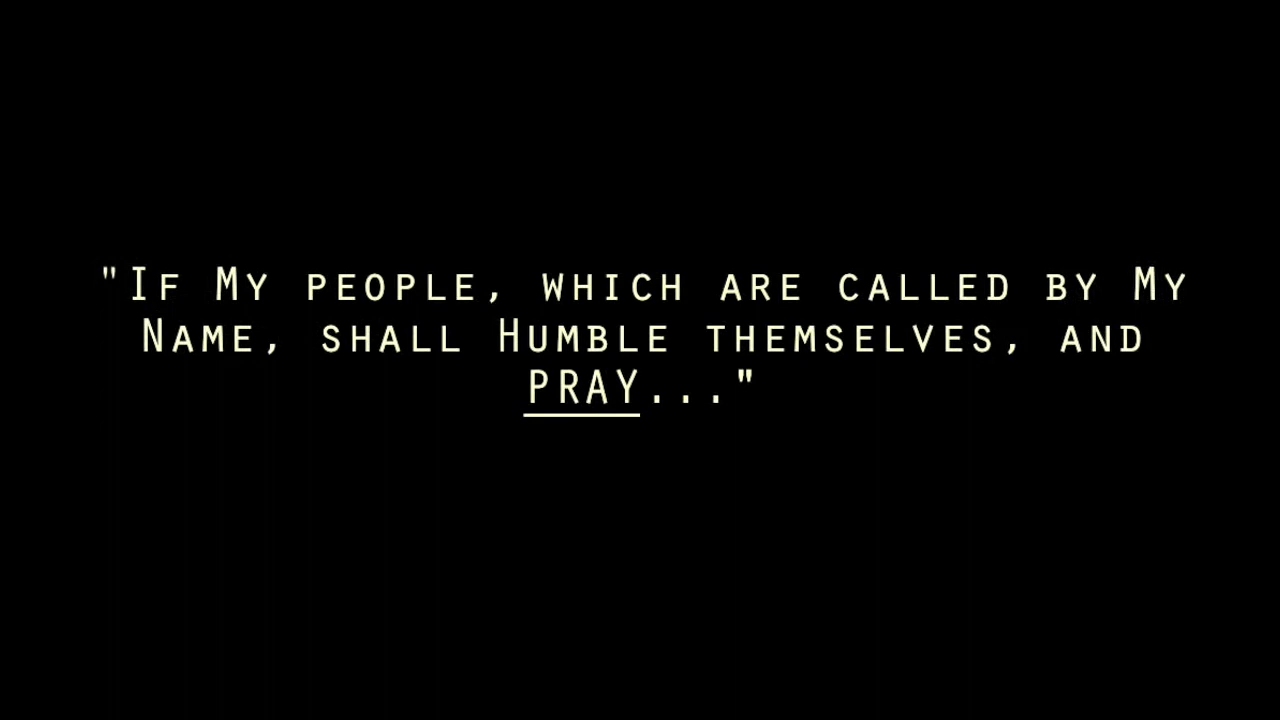 "If My people, which are called by My
Name, shall Humble themselves, and
PRAY..."